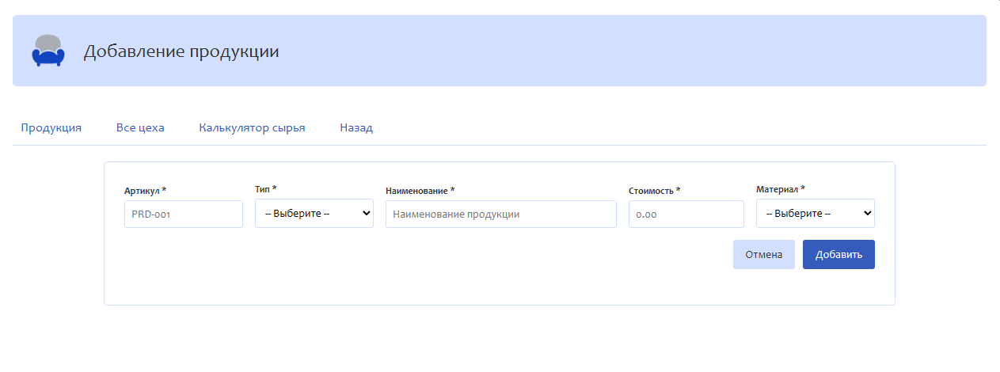 Добавление продукции
Продукция Все цеха Калькулятор сырья Назад
Артикул * Тип * Наименование * Стоимость * Материал *
PRD-001 -- Выберите -- Наименование продукции 0.00 -- Выберите --
Отмена Добавить